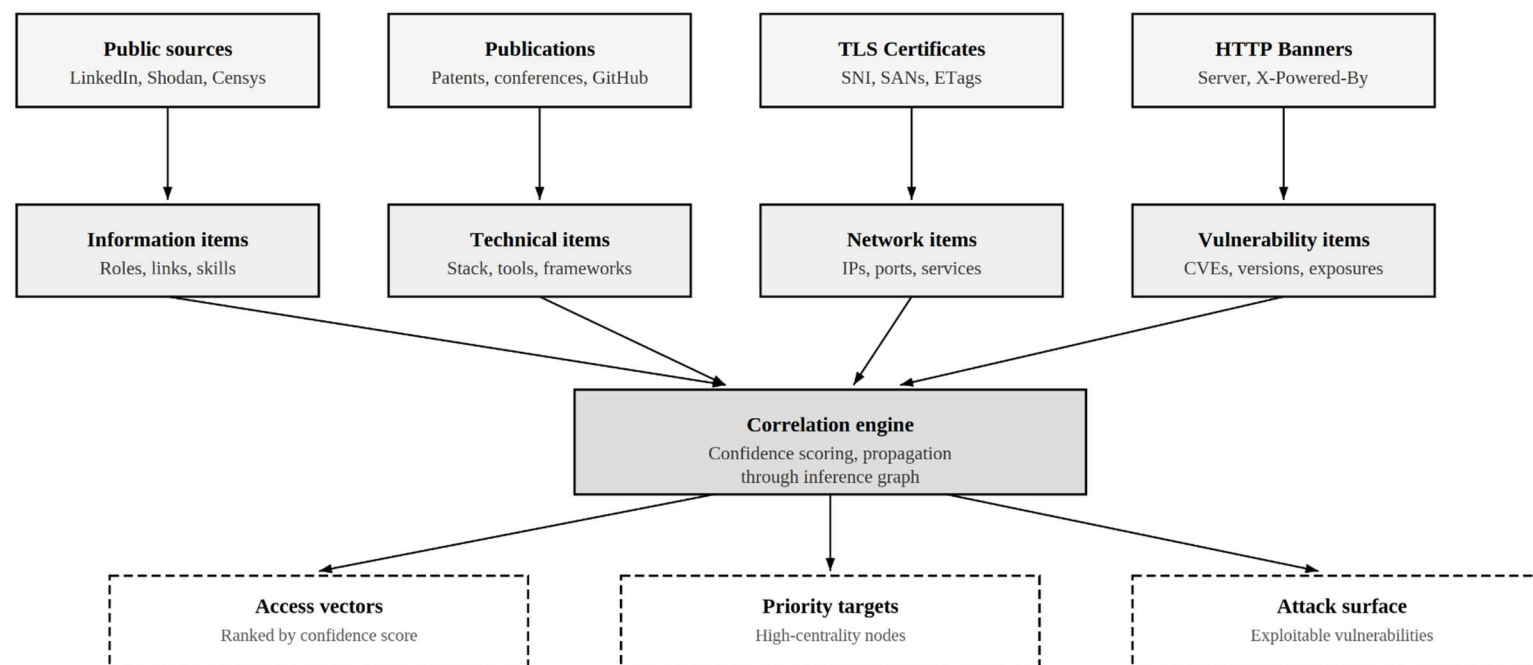 Public sources
LinkedIn, Shodan, Censys
Publications
Patents, conferences, GitHub
TLS Certificates
SNI, SANs, ETags
HTTP Banners
Server, X-Powered-By
Information items
Roles, links, skills
Technical items
Stack, tools, frameworks
Network items
IPs, ports, services
Vulnerability items
CVEs, versions, exposures
Correlation engine
Confidence scoring, propagation
through inference graph
Access vectors
Ranked by confidence score
Priority targets
High-centrality nodes
Attack surface
Exploitable vulnerabilities